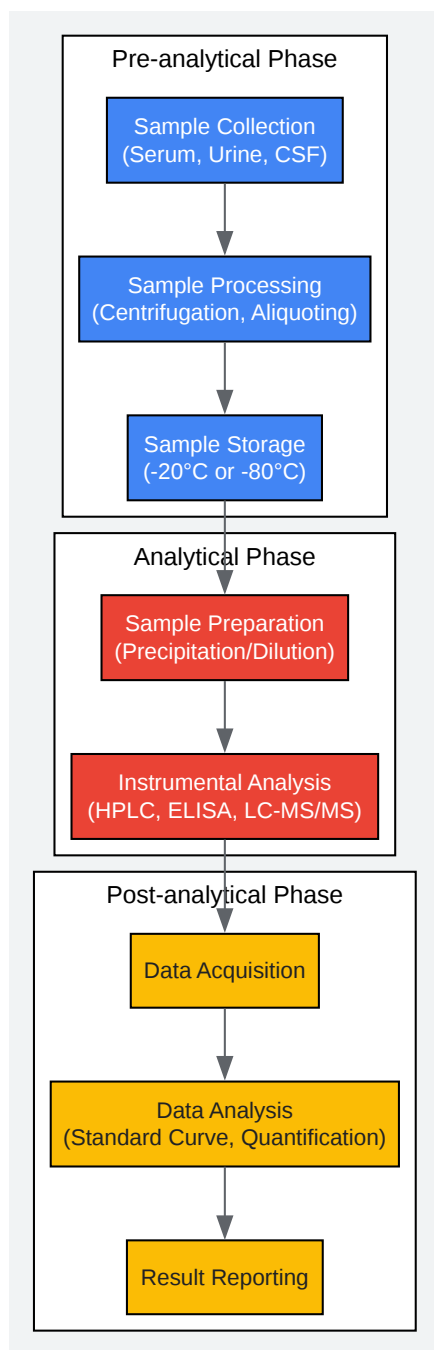 Pre-analytical Phase
Sample Collection
(Serum, Urine, CSF)
Sample Processing
(Centrifugation, Aliquoting)
Sample Storage
(-20°C or -80°C)
Analytical Phase
Sample Preparation
(Precipitation/Dilution)
Instrumental Analysis
(HPLC, ELISA, LC-MS/MS)
Post-analytical Phase
Data Acquisition
Data Analysis
(Standard Curve, Quantification)
Result Reporting